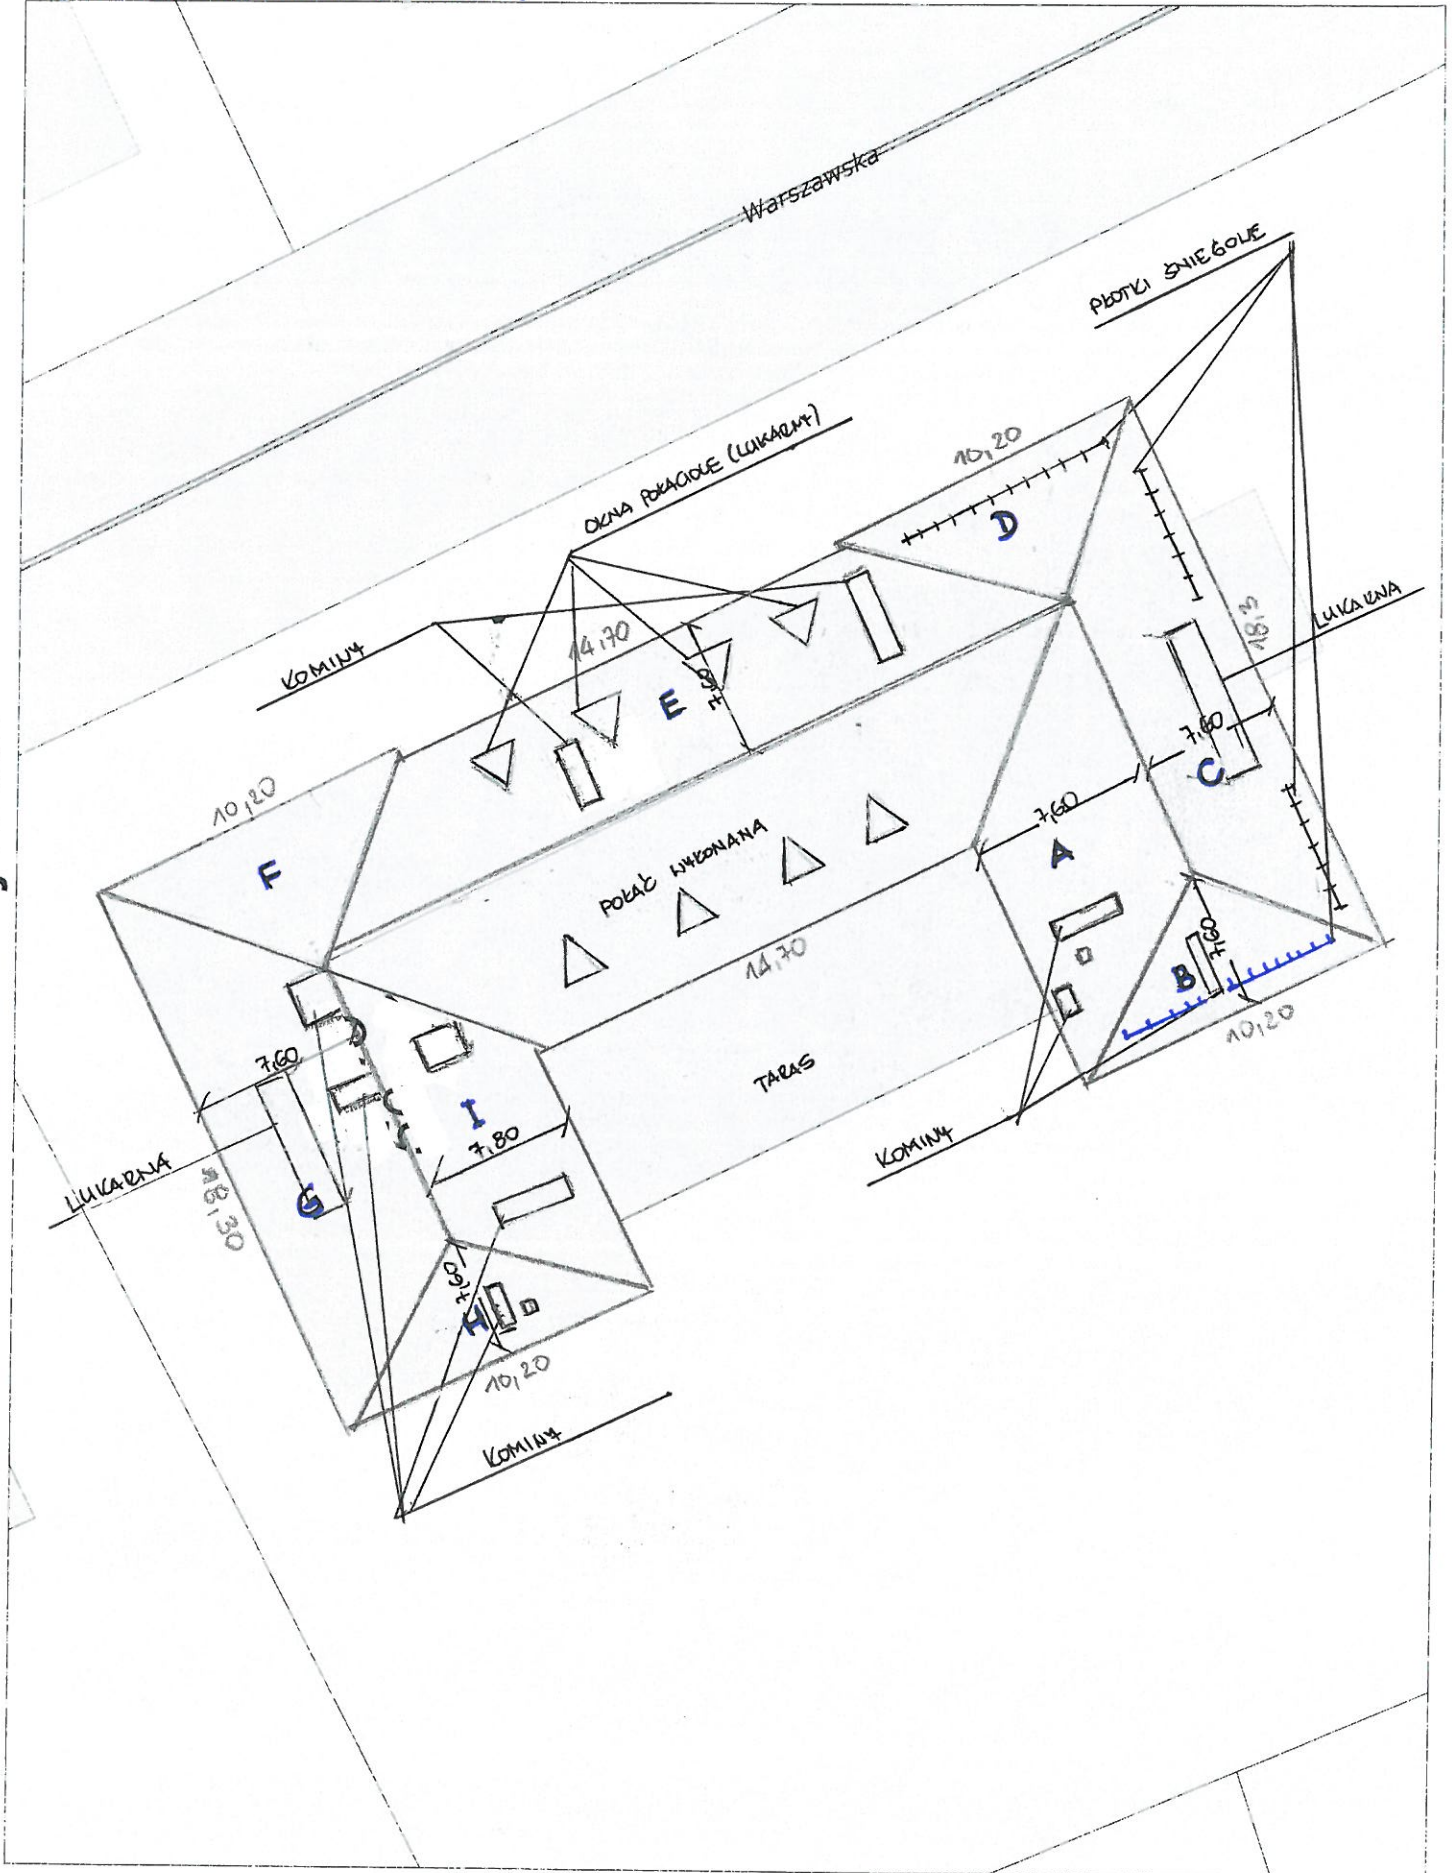 Warszawska
PŁOTKI ŚNIEGOWE
10,20
OKNA POŁACIOWE (LUKARNY)
D
18,3
LUKARNA
14,70
KOMINY
E
7,60
7,60
C
10,20
7,60
A
POŁAĆ WYKONANA
F
7,60
B
14,70
10,20
7,60
TARAS
I
7,80
KOMINY
LUKARNA
G
18,30
7,60
H
10,20
KOMINY